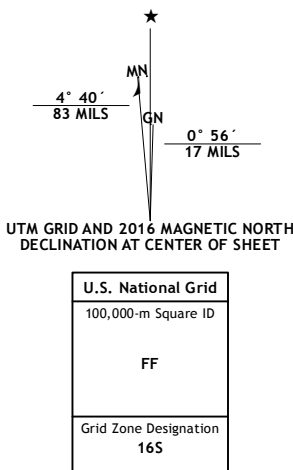 ★
MN
GN
4° 40´
83 MILS
0° 56´
17 MILS
UTM GRID AND 2016 MAGNETIC NORTH
DECLINATION AT CENTER OF SHEET
U.S. National Grid
100,000-m Square ID
FF
Grid Zone Designation
16S